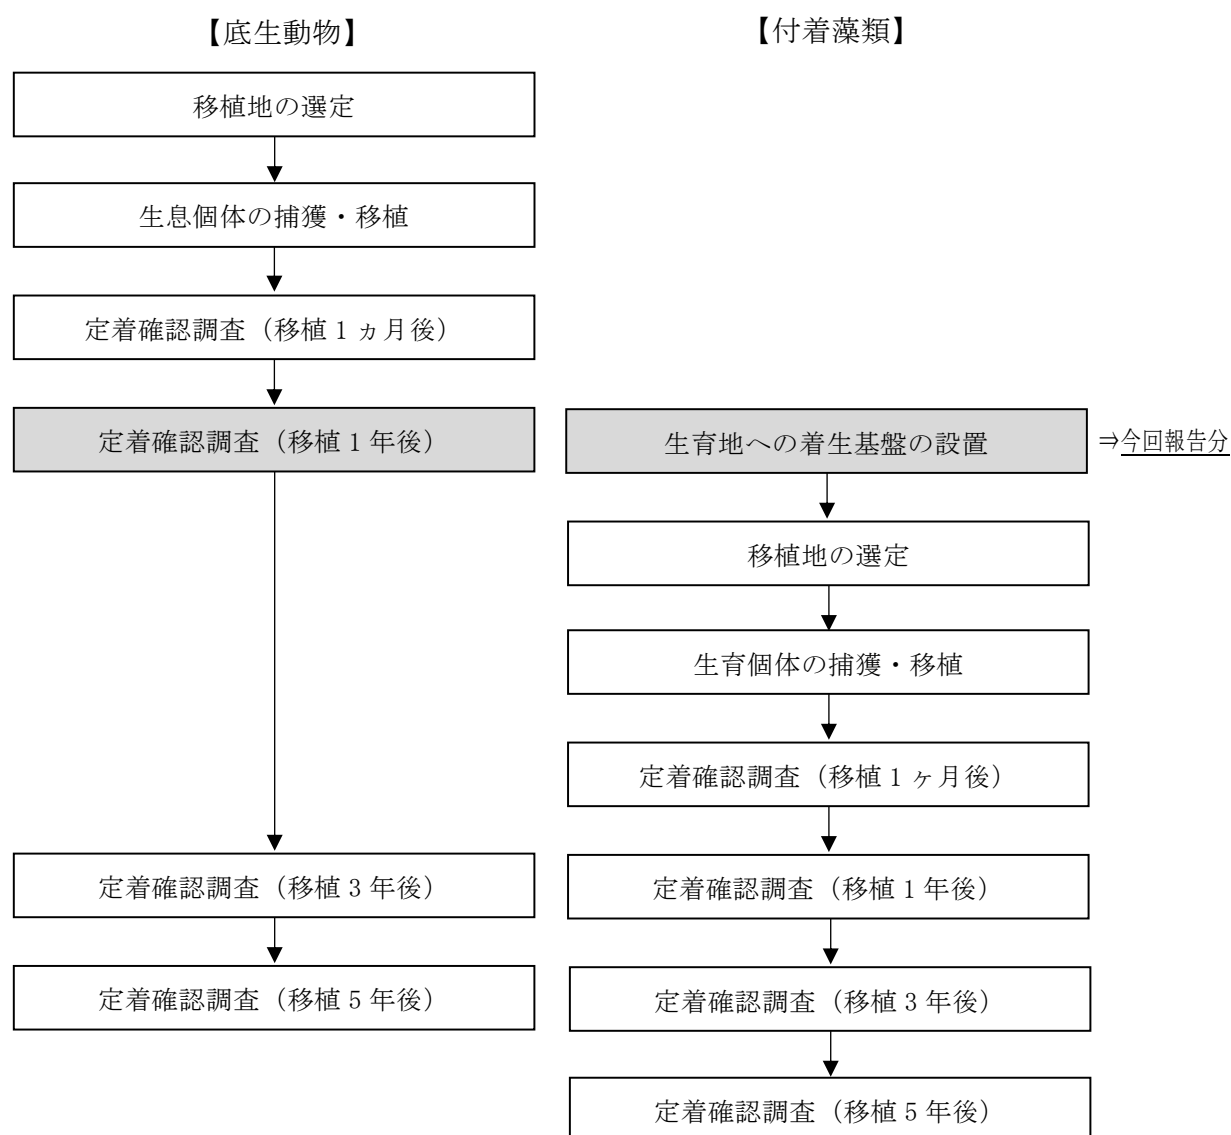 【底生動物】
移植地の選定
生息個体の捕獲・移植
定着確認調査（移植1ヵ月後）
定着確認調査（移植1年後）
定着確認調査（移植3年後）
定着確認調査（移植5年後）
【付着藻類】
生育地への着生基盤の設置
⇒今回報告分
移植地の選定
生育個体の捕獲・移植
定着確認調査（移植1ヶ月後）
定着確認調査（移植1年後）
定着確認調査（移植3年後）
定着確認調査（移植5年後）